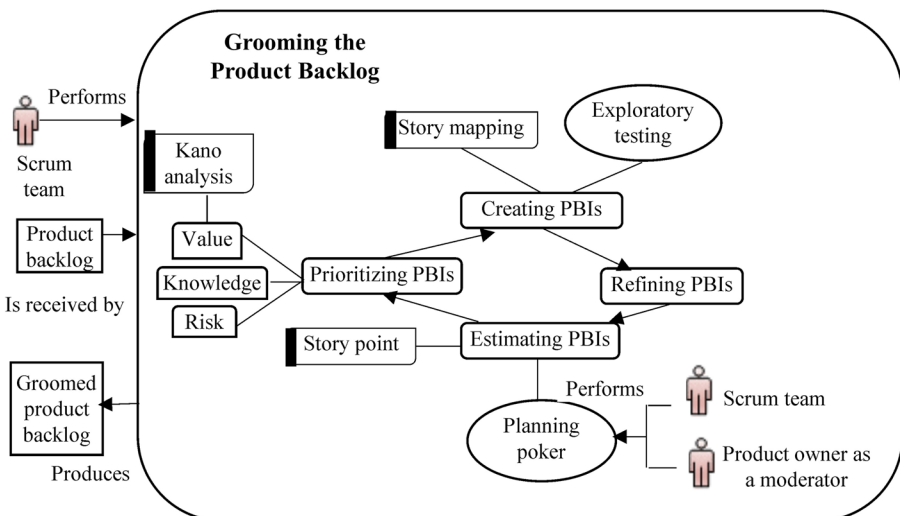 Grooming the
Product Backlog
Performs
Scrum
team
Product
backlog
Is received by
Groomed
product
backlog
Produces
Kano
analysis
Value
Knowledge
Risk
Prioritizing PBIs
Story mapping
Exploratory
testing
Creating PBIs
Refining PBIs
Estimating PBIs
Story point
Performs
Planning
poker
Scrum team
Product owner as
a moderator